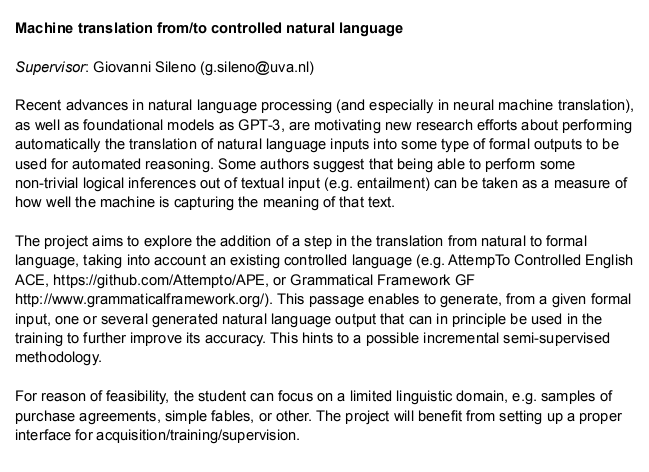 Machine translation from/to controlled natural language
Supervisor: Giovanni Sileno (g.sileno@uva.nl)
Recent advances in natural language processing (and especially in neural machine translation),
as well as foundational models as GPT-3, are motivating new research efforts about performing
automatically the translation of natural language inputs into some type of formal outputs to be
used for automated reasoning. Some authors suggest that being able to perform some
non-trivial logical inferences out of textual input (e.g. entailment) can be taken as a measure of
how well the machine is capturing the meaning of that text.
The project aims to explore the addition of a step in the translation from natural to formal
language, taking into account an existing controlled language (e.g. AttempTo Controlled English
ACE, https://github.com/Attempto/APE, or Grammatical Framework GF
http://www.grammaticalframework.org/). This passage enables to generate, from a given formal
input, one or several generated natural language output that can in principle be used in the
training to further improve its accuracy. This hints to a possible incremental semi-supervised
methodology.
For reason of feasibility, the student can focus on a limited linguistic domain, e.g. samples of
purchase agreements, simple fables, or other. The project will benefit from setting up a proper
interface for acquisition/training/supervision.